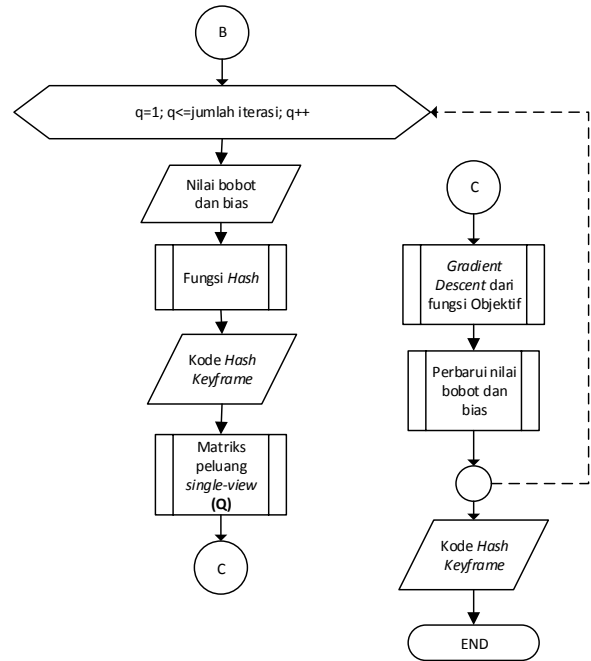 B
q=1; q<=jumlah iterasi; q++
Nilai bobot
dan bias
Fungsi Hash
Kode Hash
Keyframe
Matriks
peluang
single-view
(Q)
C
C
Gradient
Descent dari
fungsi Objektif
Perbarui nilai
bobot dan
bias
Kode Hash
Keyframe
END